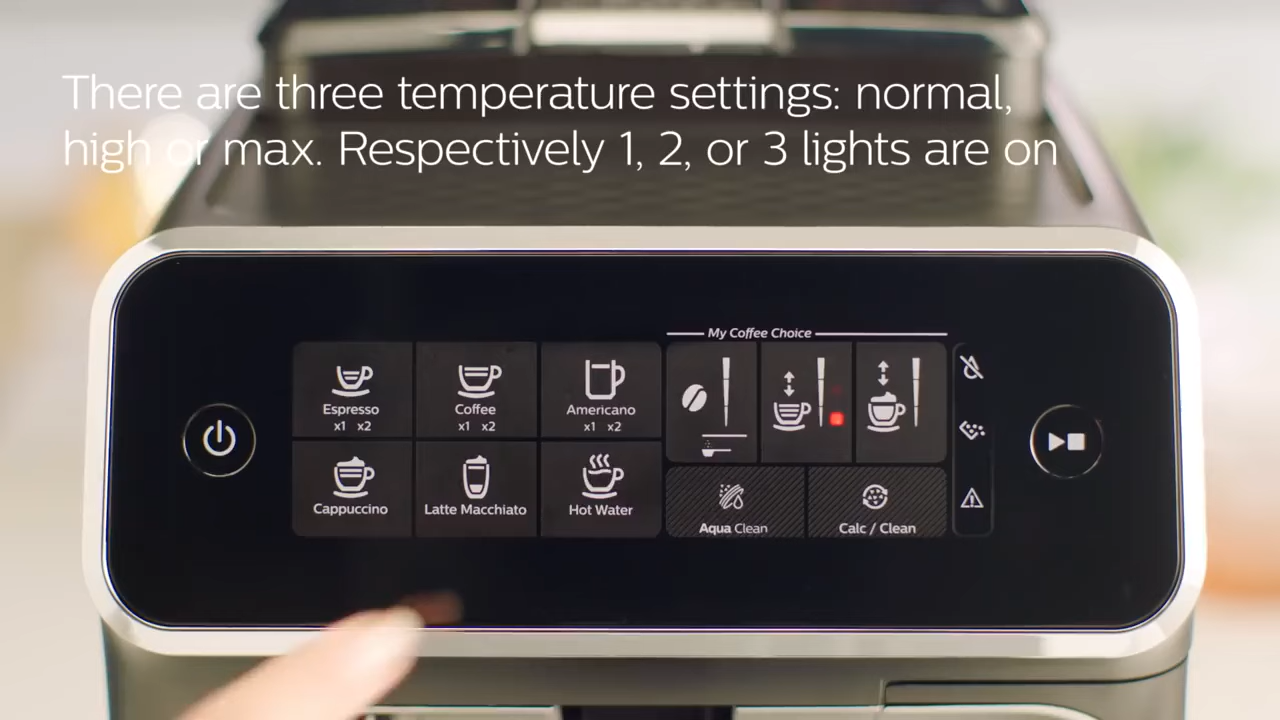 There are three temperature settings: normal,
high or max. Respectively 1, 2, or 3 lights are on
My Coffee Choice
Espresso
x1 x2
Coffee
x1 x2
Americano
x1 x2
Cappuccino
Latte Macchiato
Hot Water
Aqua Clean
Calc / Clean